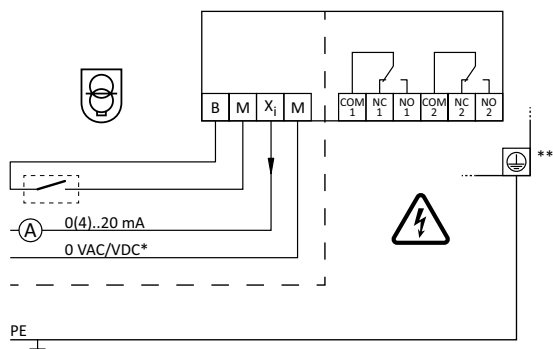 B M Xi M
COM 1 NC 1 NO 1 COM 2 NC 2 NO 2
**
A 0(4)..20 mA
0 VAC/VDC*
PE